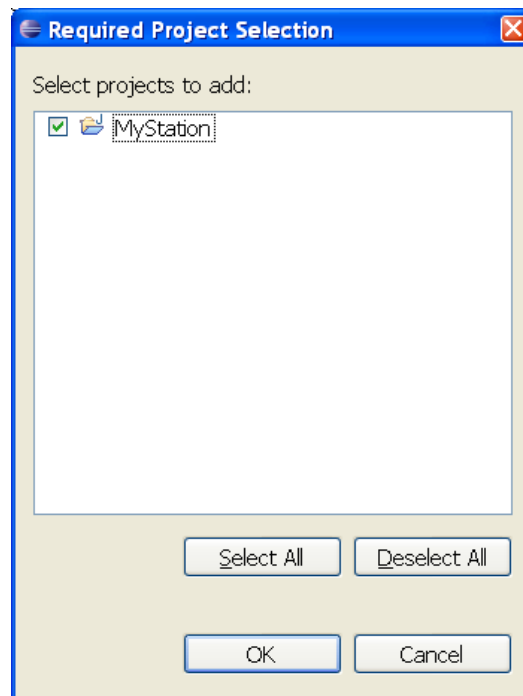 Required Project Selection
Select projects to add:
MyStation
Select All Deselect All
OK Cancel